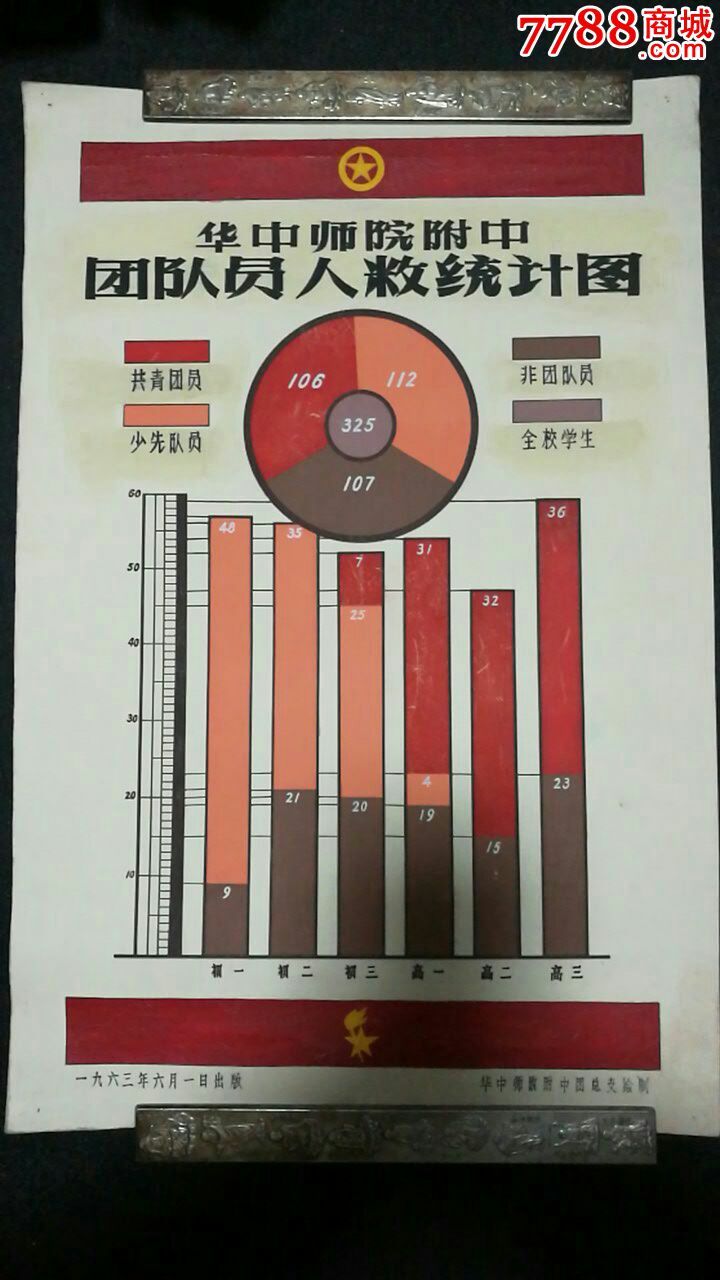 7788商城
.com
华中师院附中
团队员人数统计图
共青团员
少先队员
非团队员
全校学生
106
112
325
107
60
50
40
30
20
10
48
35
7
31
32
36
25
4
9
21
20
19
15
23
初一 初二 初三 高一 高二 高三
一九六三年六月一日出版
华中师院附中团总支绘制